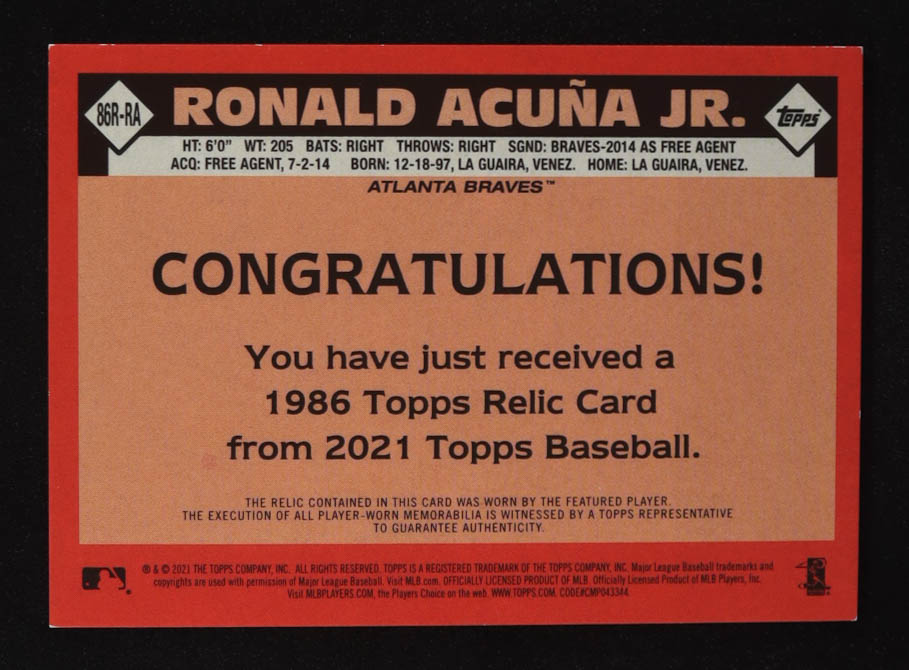 86R-RA
RONALD ACUÑA JR.
Topps
HT: 6'0" WT: 205 BATS: RIGHT THROWS: RIGHT SGND: BRAVES-2014 AS FREE AGENT
ACQ: FREE AGENT, 7-2-14 BORN: 12-18-97, LA GUAIRA, VENEZ. HOME: LA GUAIRA, VENEZ.
ATLANTA BRAVES™
CONGRATULATIONS!
You have just received a
1986 Topps Relic Card
from 2021 Topps Baseball.
THE RELIC CONTAINED IN THIS CARD WAS WORN BY THE FEATURED PLAYER.
THE EXECUTION OF ALL PLAYER-WORN MEMORABILIA IS WITNESSED BY A TOPPS REPRESENTATIVE
TO GUARANTEE AUTHENTICITY.
® & © 2021 THE TOPPS COMPANY, INC. ALL RIGHTS RESERVED. TOPPS IS A REGISTERED TRADEMARK OF THE TOPPS COMPANY, INC. Major League Baseball trademarks and
copyrights are used with permission of Major League Baseball. Visit MLB.com. OFFICIALLY LICENSED PRODUCT OF MLB. Officially Licensed Product of MLB Players, Inc.
Visit MLBPLAYERS.COM, the Players Choice on the web. WWW.TOPPS.COM. CODE#CMP043344